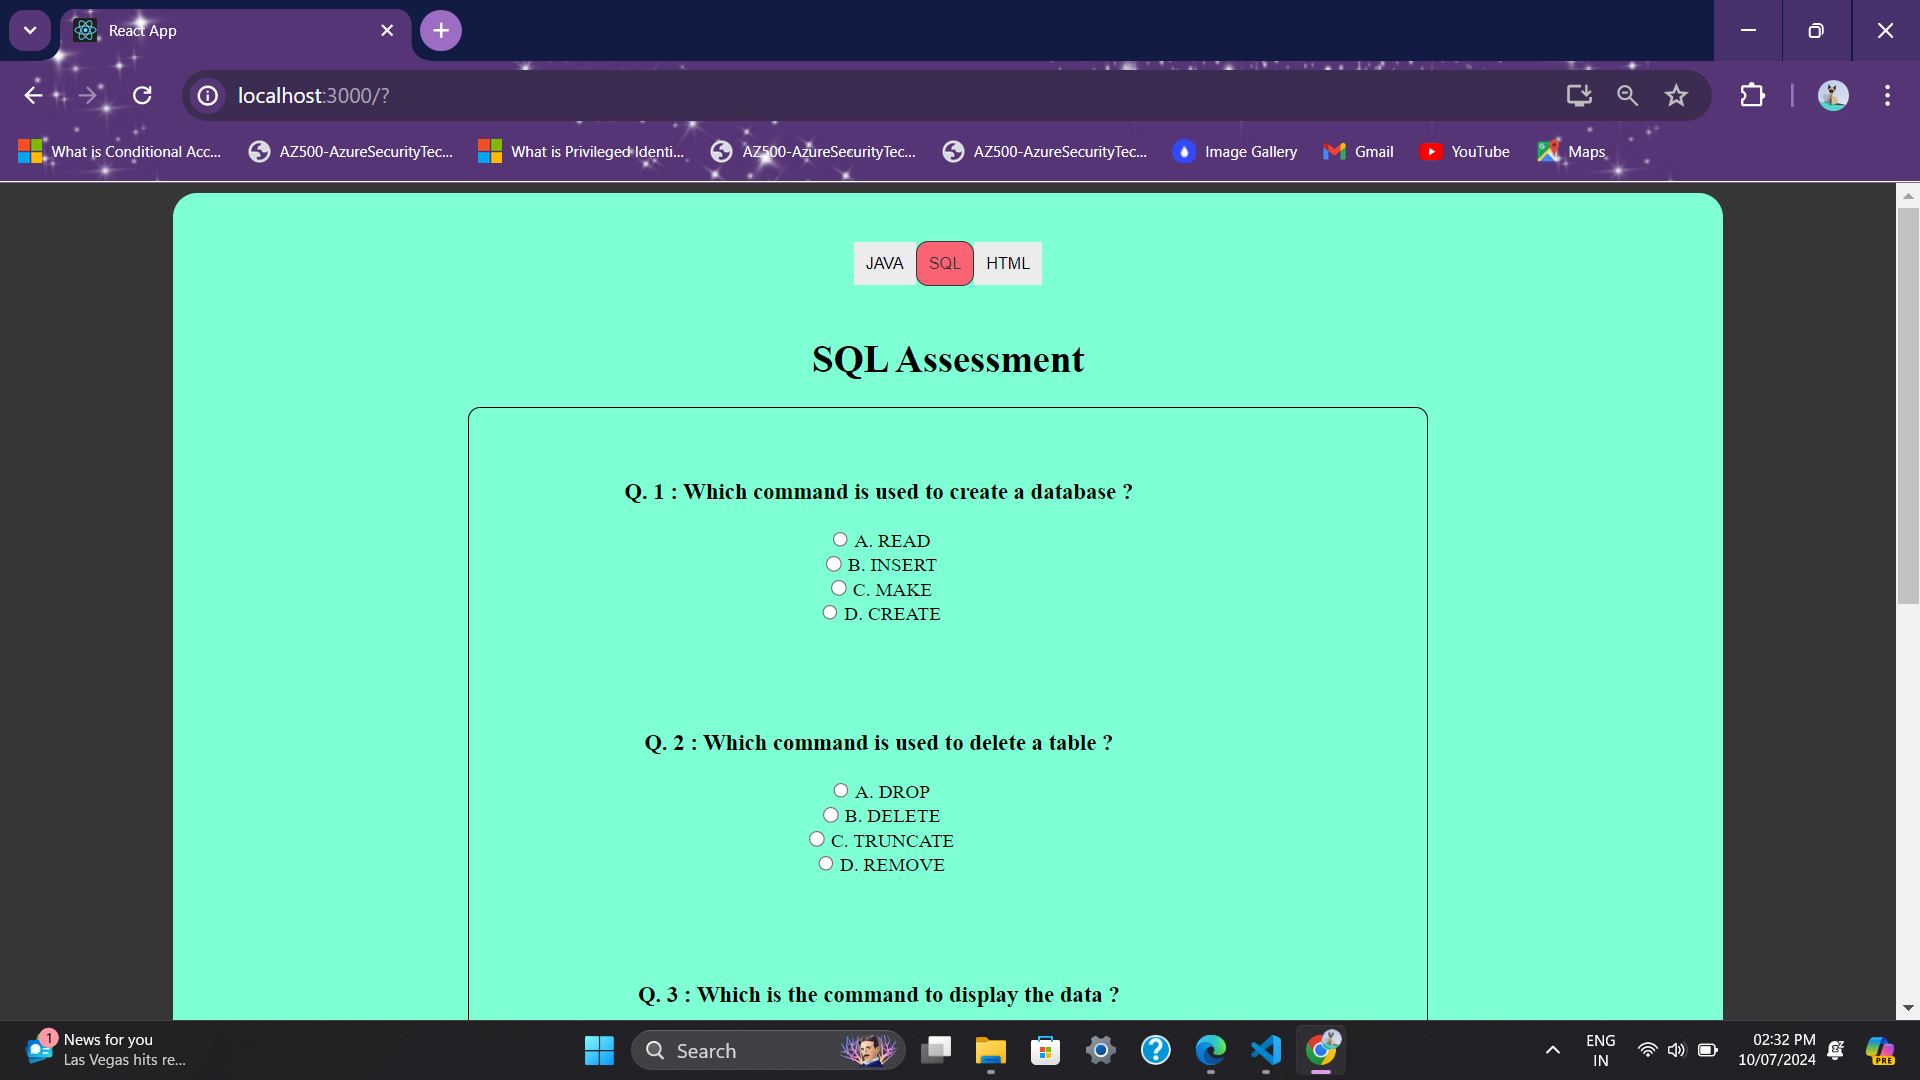 React App
localhost:3000/?
What is Conditional Acc...
AZ500-AzureSecurityTec...
What is Privileged Identi...
AZ500-AzureSecurityTec...
AZ500-AzureSecurityTec...
Image Gallery
Gmail
YouTube
Maps
JAVA
SQL
HTML
SQL Assessment
Q. 1 : Which command is used to create a database ?
A. READ
B. INSERT
C. MAKE
D. CREATE
Q. 2 : Which command is used to delete a table ?
A. DROP
B. DELETE
C. TRUNCATE
D. REMOVE
Q. 3 : Which is the command to display the data ?
1
News for you
Las Vegas hits re...
Search
ENG
IN
02:32 PM
10/07/2024
PRE